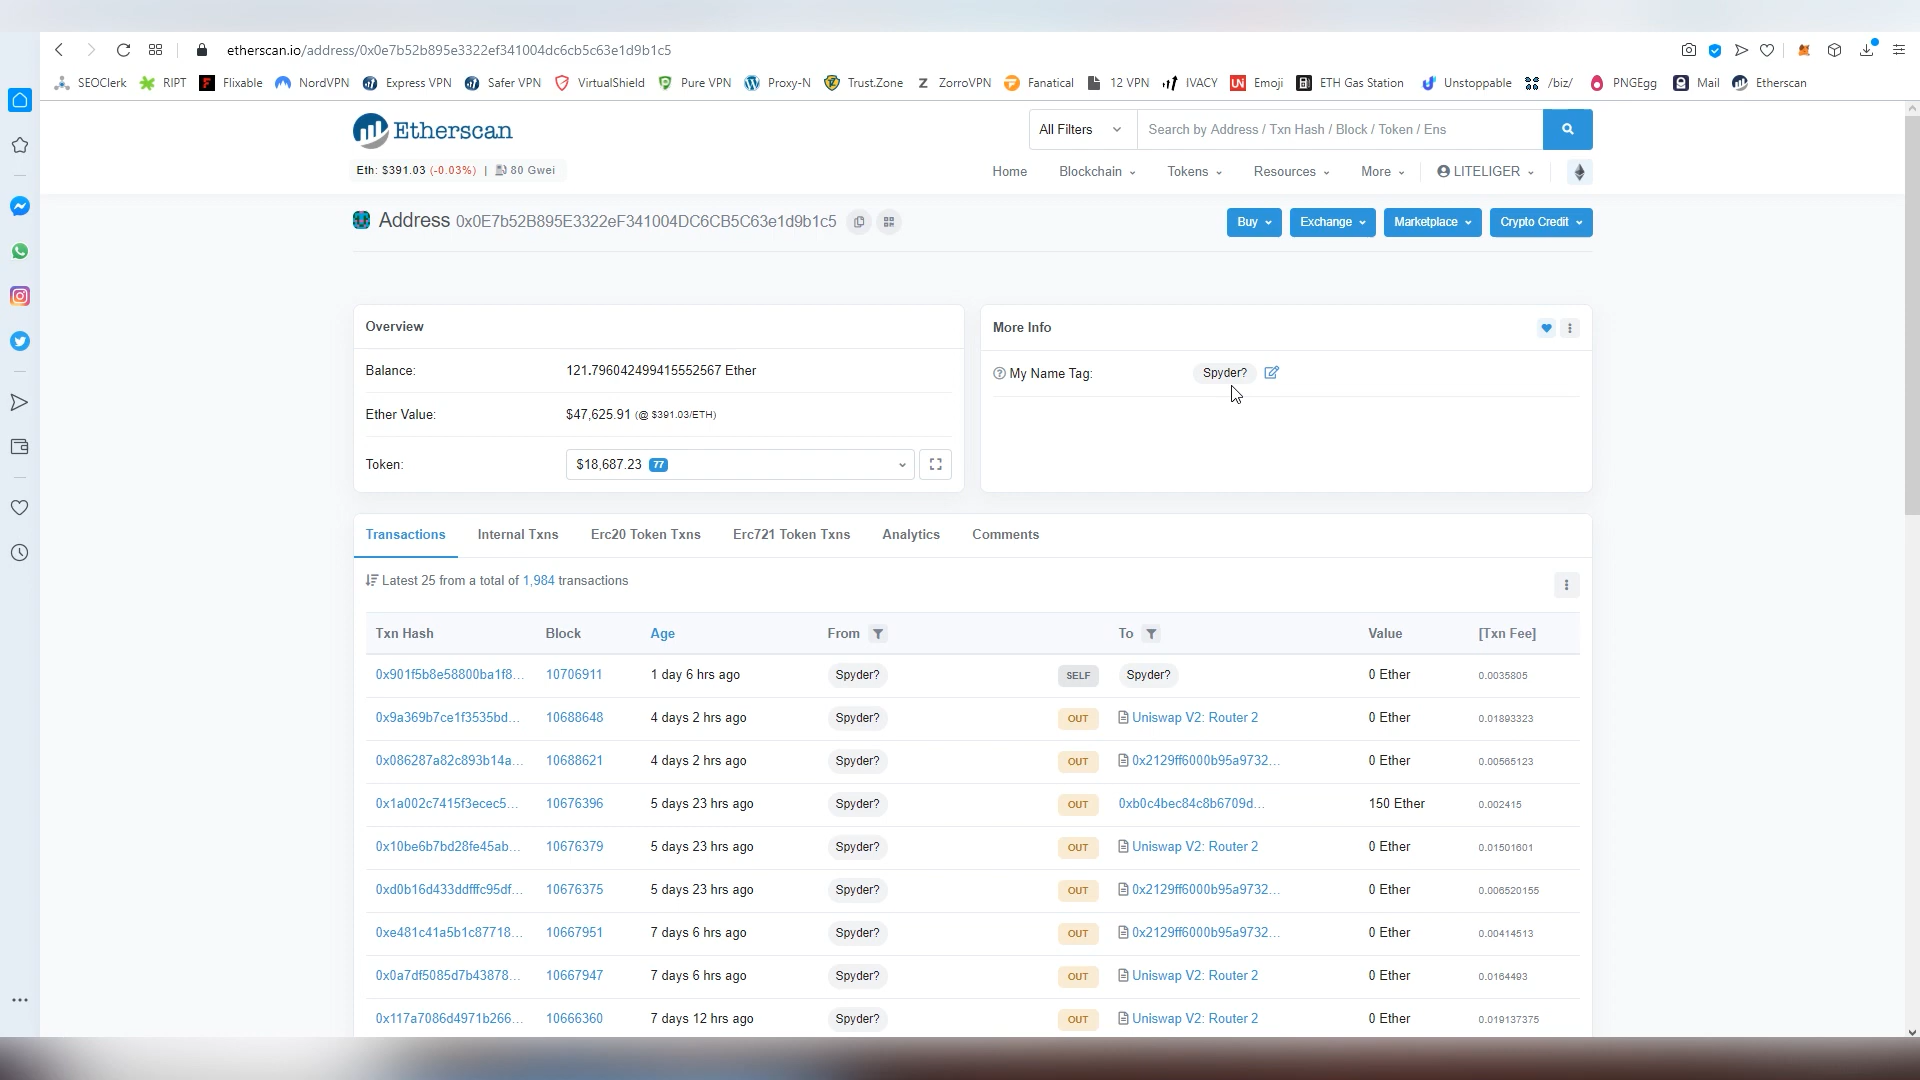 etherscan.io/address/0x0e7b52b895e3322ef341004dc6cb5c63e1d9b1c5
SEOClerk RIPT Flixable NordVPN Express VPN Safer VPN VirtualShield Pure VPN Proxy-N Trust.Zone ZorroVPN Fanatical 12 VPN IVACY Emoji ETH Gas Station Unstoppable /biz/ PNGEgg Mail Etherscan
Etherscan
All Filters Search by Address / Txn Hash / Block / Token / Ens
Eth: $391.03 (-0.03%) | 80 Gwei
Home Blockchain Tokens Resources More LITELIGER
Address 0x0E7b52B895E3322eF341004DC6CB5C63e1d9b1c5
Buy Exchange Marketplace Crypto Credit
Overview
Balance: 121.796042499415552567 Ether
Ether Value: $47,625.91 (@ $391.03/ETH)
Token: $18,687.23 77
More Info
My Name Tag: Spyder?
Transactions Internal Txns Erc20 Token Txns Erc721 Token Txns Analytics Comments
Latest 25 from a total of 1,984 transactions
Txn Hash Block Age From To Value [Txn Fee]
0x901f5b8e58800ba1f8... 10706911 1 day 6 hrs ago Spyder? SELF Spyder? 0 Ether 0.0035805
0x9a369b7ce1f3535bd... 10688648 4 days 2 hrs ago Spyder? OUT Uniswap V2: Router 2 0 Ether 0.01893323
0x086287a82c893b14a... 10688621 4 days 2 hrs ago Spyder? OUT 0x2129ff6000b95a9732... 0 Ether 0.00565123
0x1a002c7415f3ecec5... 10676396 5 days 23 hrs ago Spyder? OUT 0xb0c4bec84c8b6709d... 150 Ether 0.002415
0x10be6b7bd28fe45ab... 10676379 5 days 23 hrs ago Spyder? OUT Uniswap V2: Router 2 0 Ether 0.01501601
0xd0b16d433ddfffc95df... 10676375 5 days 23 hrs ago Spyder? OUT 0x2129ff6000b95a9732... 0 Ether 0.006520155
0xe481c41a5b1c87718... 10667951 7 days 6 hrs ago Spyder? OUT 0x2129ff6000b95a9732... 0 Ether 0.00414513
0x0a7df5085d7b43878... 10667947 7 days 6 hrs ago Spyder? OUT Uniswap V2: Router 2 0 Ether 0.0164493
0x117a7086d4971b266... 10666360 7 days 12 hrs ago Spyder? OUT Uniswap V2: Router 2 0 Ether 0.019137375